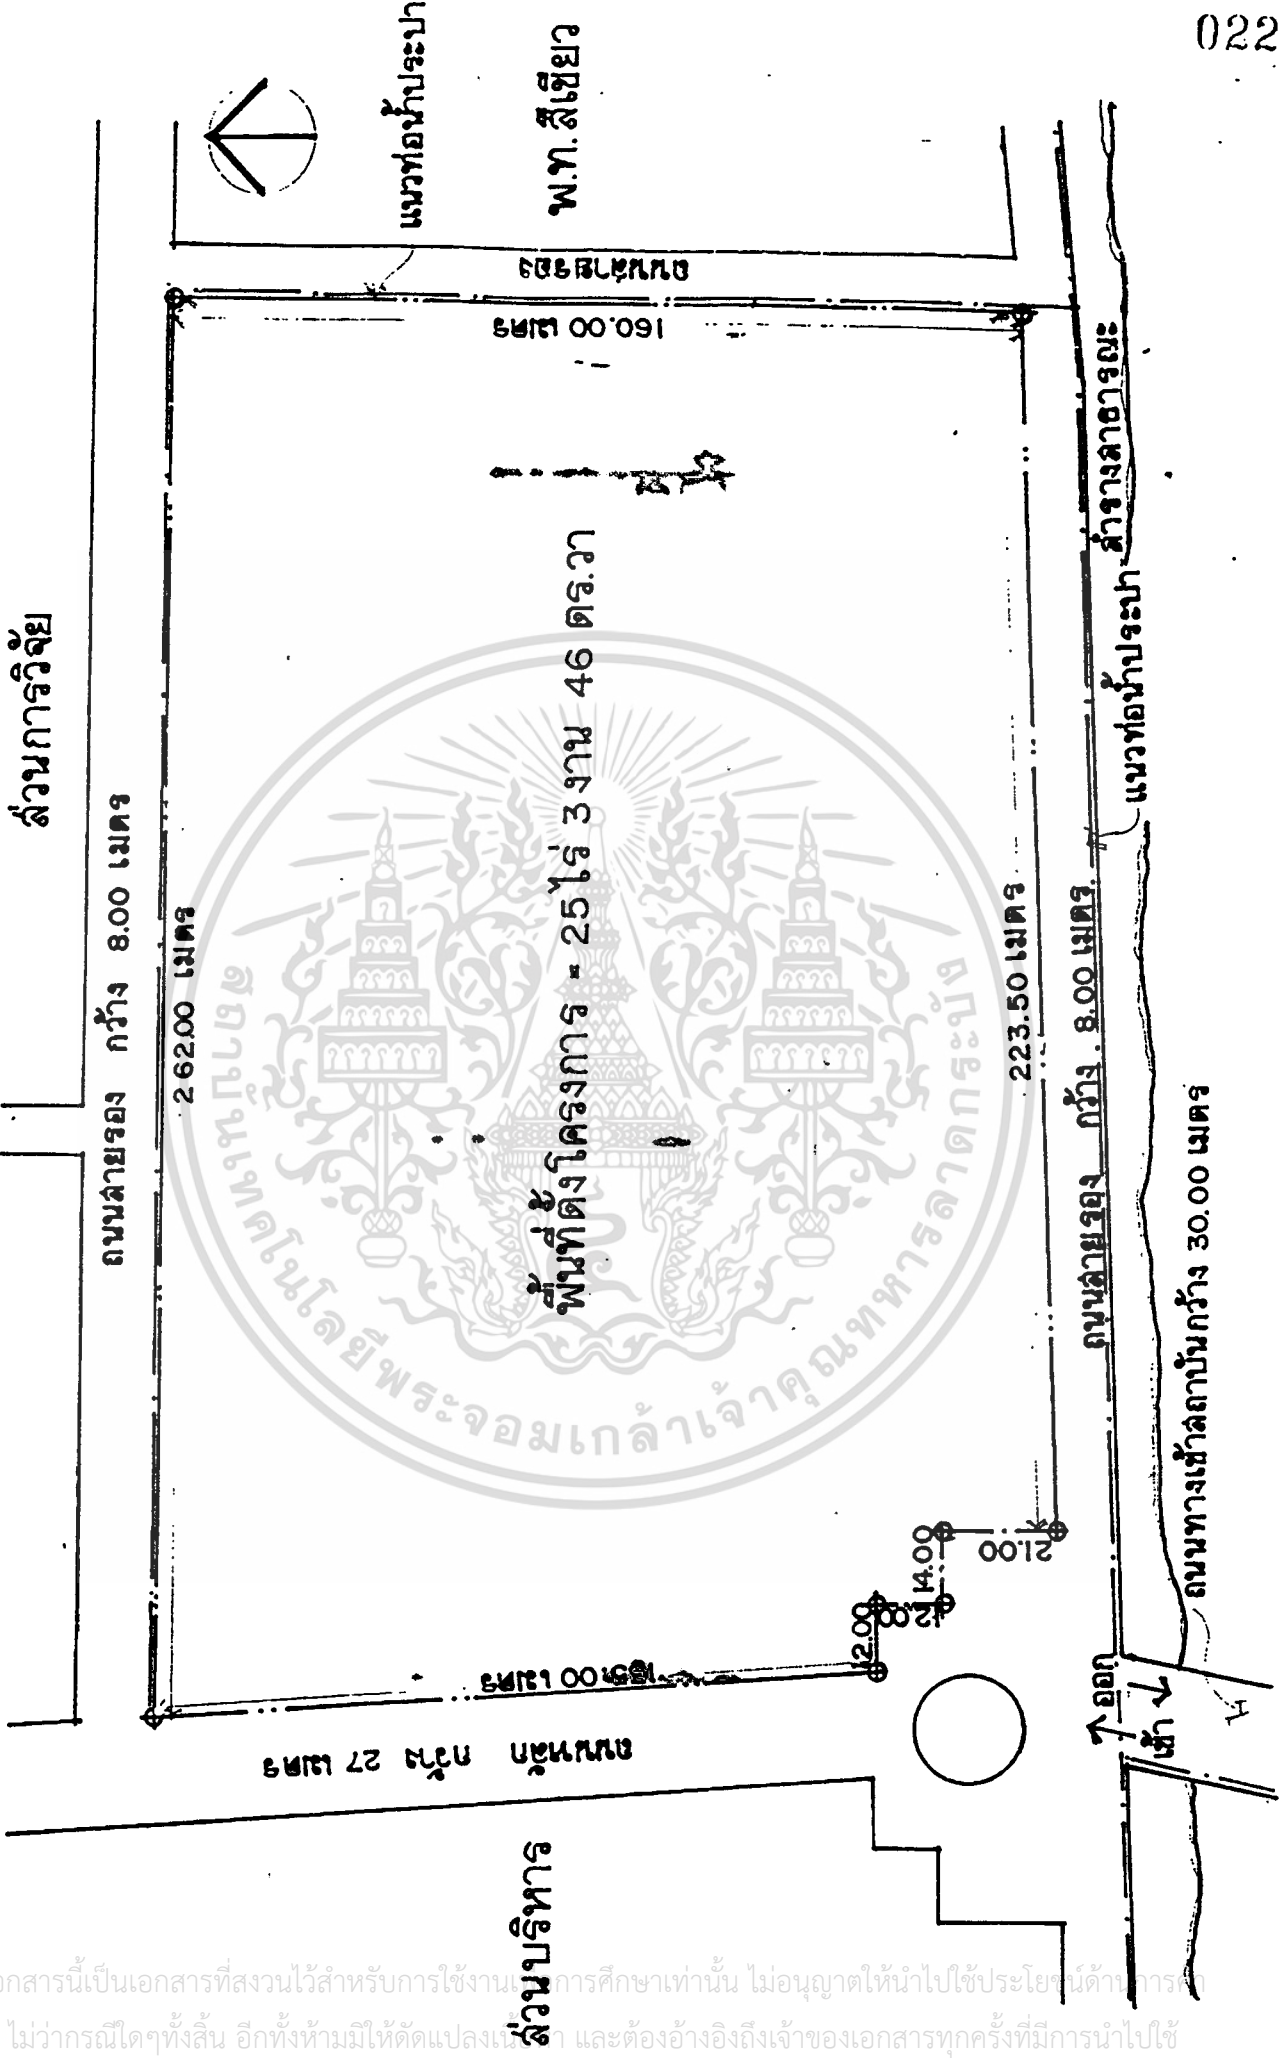 022
ส่วนการวิจัย
ถนนสายรอง กว้าง 8.00 เมตร
262.00 เมตร
แนวท่อน้ำประปา
พ.ท.สีเขียว
ถนนสายรอง
160.00 เมตร
พื้นที่ตั้งโครงการ = 25 ไร่ 3 งาน 46 ตร.วา
223.50 เมตร
ถนนสายรอง กว้าง 8.00 เมตร
แนวท่อน้ำประปา
ลำรางสาธารณะ
ถนนทางเข้าสถาบันกว้าง 30.00 เมตร
21.00
14.00
12.00
12.00
เมตร
ถนนหลัก กว้าง 27 เมตร
ออก
เข้า
ส่วนบริหาร
สถาบันเทคโนโลยีพระจอมเกล้าเจ้าคุณทหารลาดกระบัง
เอกสารนี้เป็นเอกสารที่สงวนไว้สำหรับการใช้งานเพื่อการศึกษาเท่านั้น ไม่อนุญาตให้นำไปใช้ประโยชน์ด้านการค้า
ไม่ว่ากรณีใดๆทั้งสิ้น อีกทั้งห้ามมิให้ดัดแปลงเนื้อหา และต้องอ้างอิงถึงเจ้าของเอกสารทุกครั้งที่มีการนำไปใช้